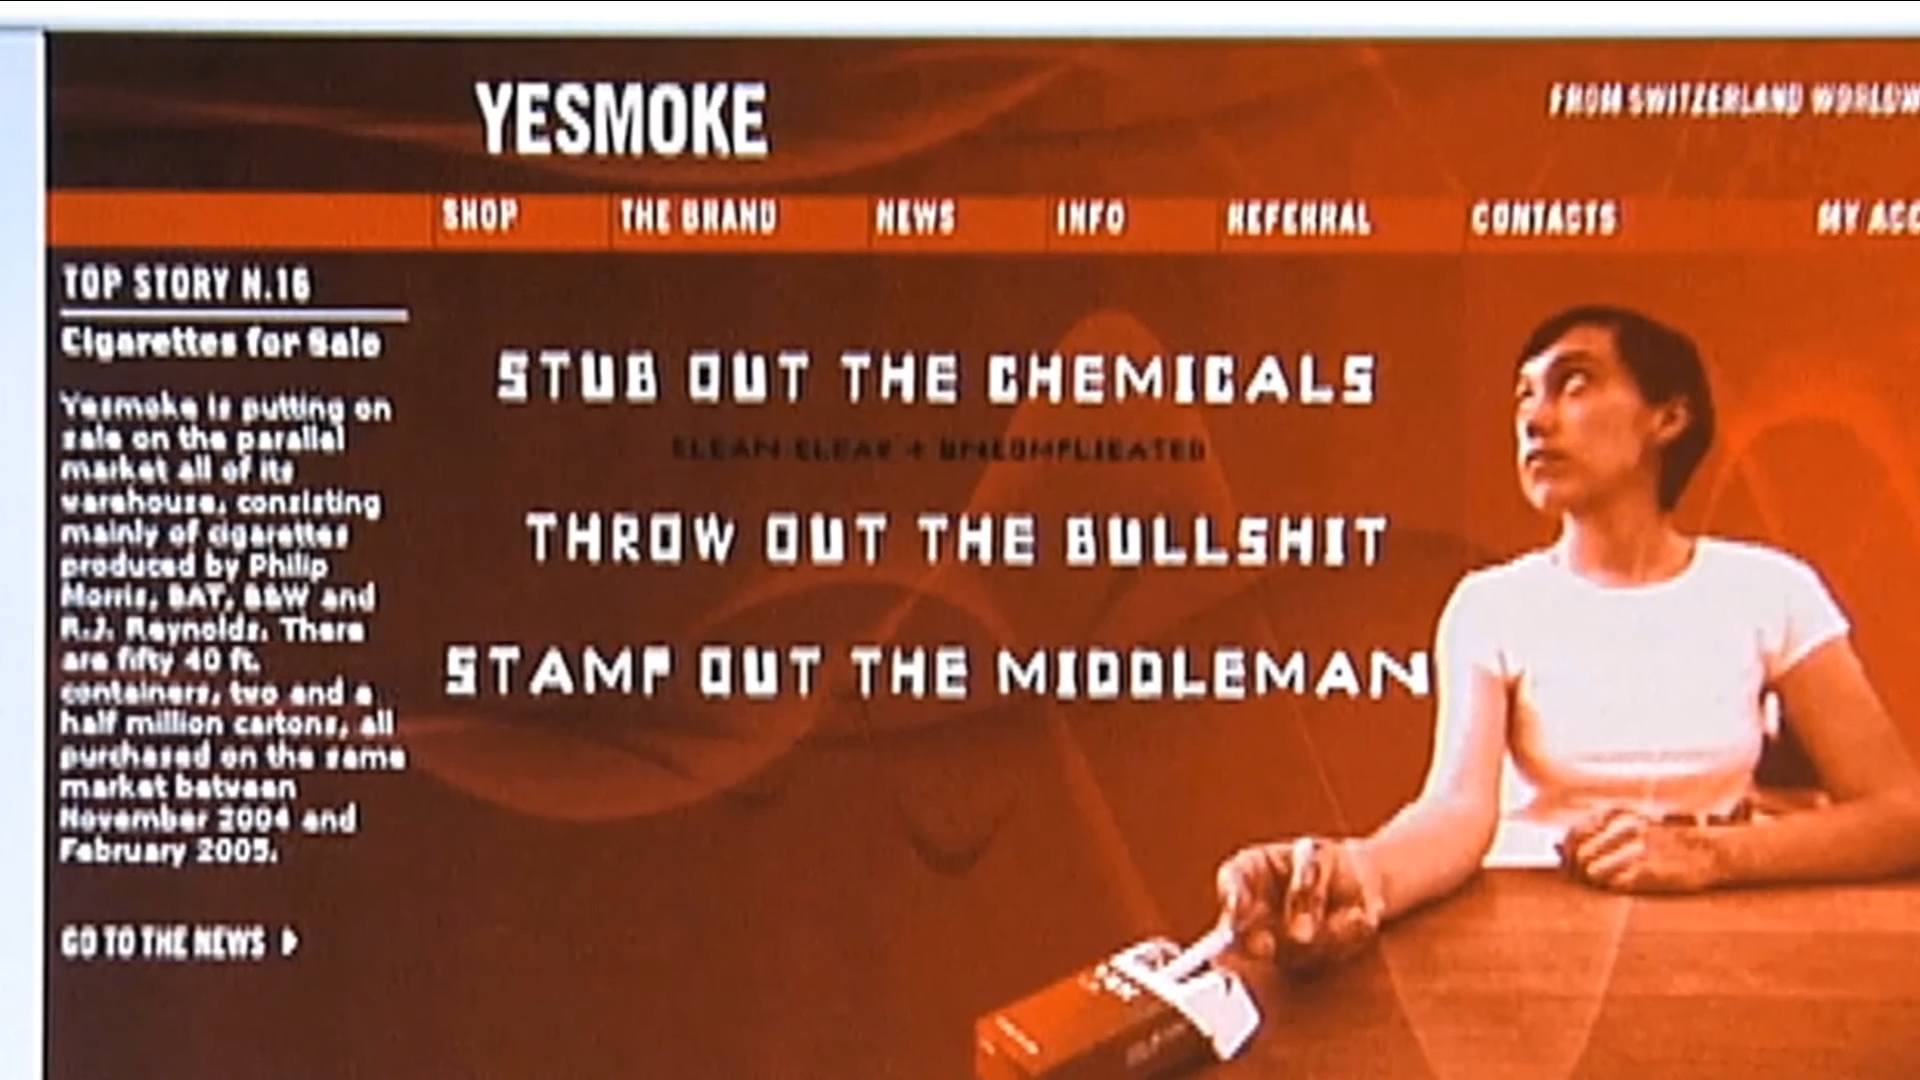 YESMOKE
FROM SWITZERLAND
SHOP THE BRAND NEWS INFO REFERRAL CONTACTS MY
TOP STORY N.16
Cigarettes for Sale
Yesmoke is putting on
sale on the parallel
market all of its
warehouse, consisting
mainly of cigarettes
produced by Philip
Morris, BAT, B&W and
R.J. Reynolds. There
are fifty 40 ft.
containers, two and a
half million cartons, all
purchased on the same
market between
November 2004 and
February 2005.
GO TO THE NEWS
STUB OUT THE CHEMICALS
CLEAN CLEAR + UNCOMPLICATED
THROW OUT THE BULLSHIT
STAMP OUT THE MIDDLEMAN